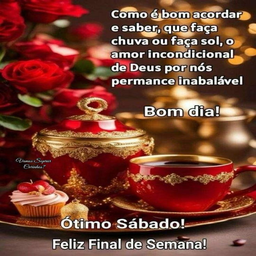 Como é bom acordar
e saber, que faça
chuva ou faça sol, o
amor incondicional
de Deus por nós
permance inabalável
Bom dia!
Ótimo Sábado!
Feliz Final de Semana!